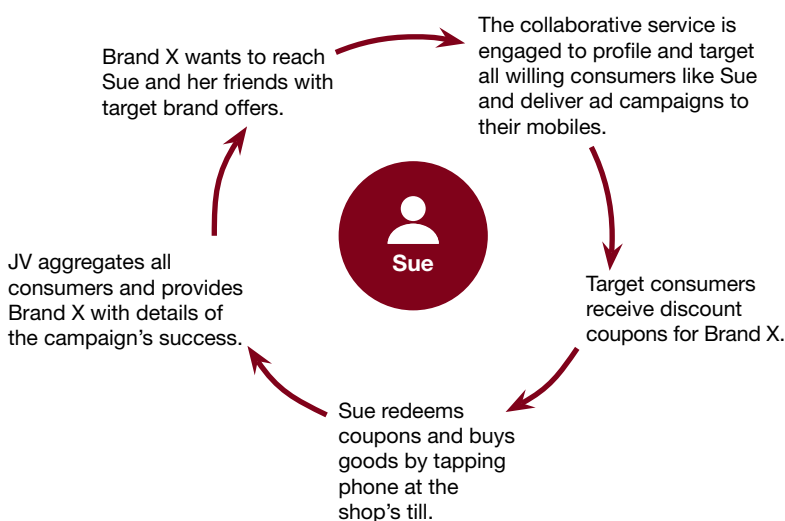 Brand X wants to reach
Sue and her friends with
target brand offers.
The collaborative service is
engaged to profile and target
all willing consumers like Sue
and deliver ad campaigns to
their mobiles.
Target consumers
receive discount
coupons for Brand X.
Sue redeems
coupons and buys
goods by tapping
phone at the
shop’s till.
JV aggregates all
consumers and provides
Brand X with details of
the campaign’s success.
Sue